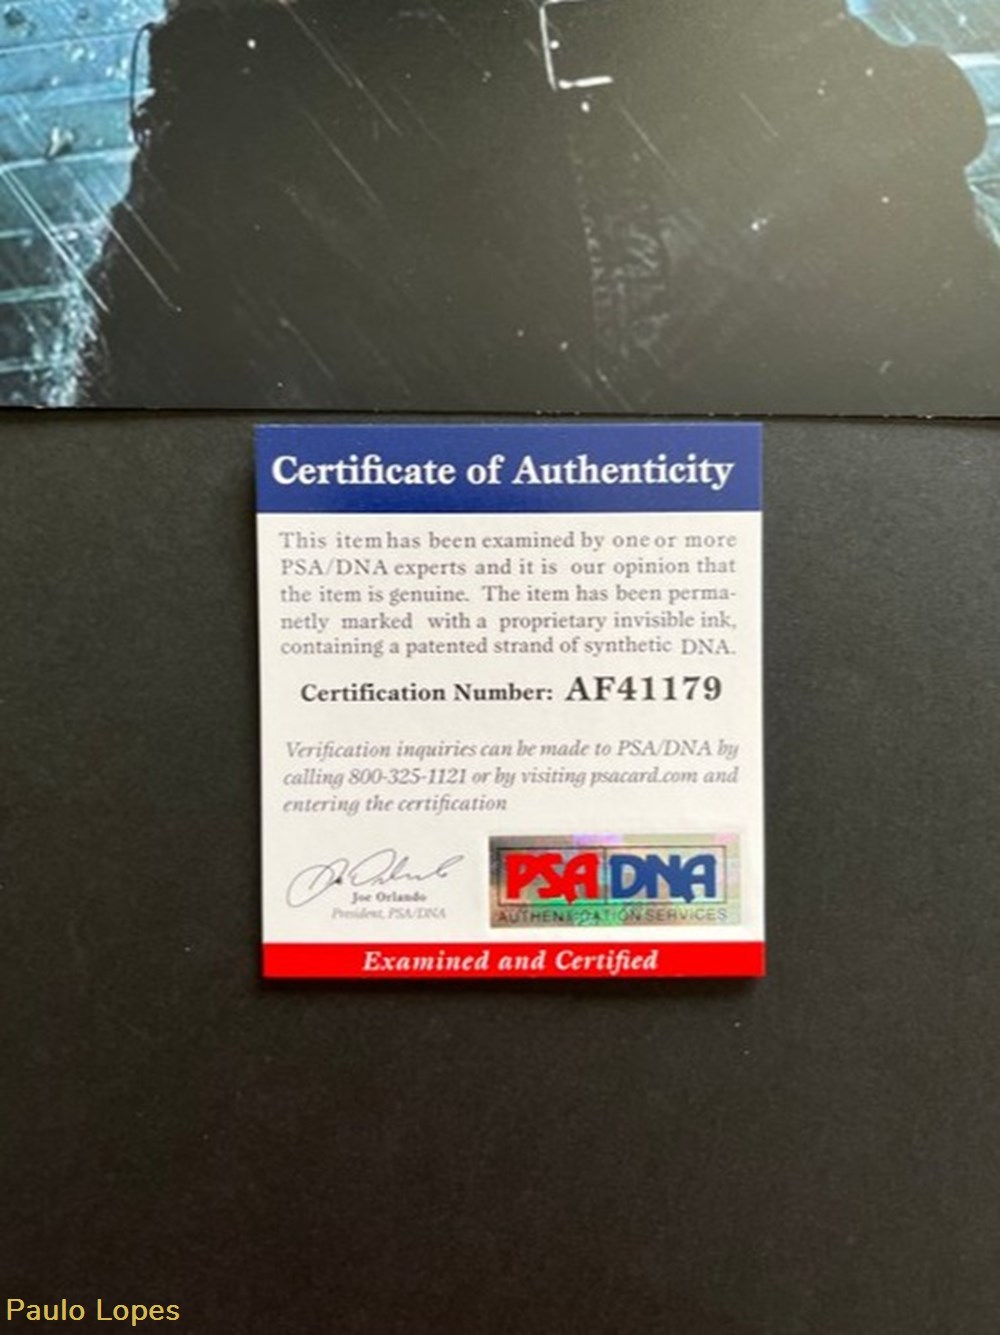 Certificate of Authenticity
This item has been examined by one or more
PSA/DNA experts and it is our opinion that
the item is genuine. The item has been perma-
netly marked with a proprietary invisible ink,
containing a patented strand of synthetic DNA.
Certification Number: AF41179
Verification inquiries can be made to PSA/DNA by
calling 800-325-1121 or by visiting psacard.com and
entering the certification
Joe Orlando
President, PSA/DNA
PSA DNA
AUTHENTICATION SERVICES
Examined and Certified
Paulo Lopes